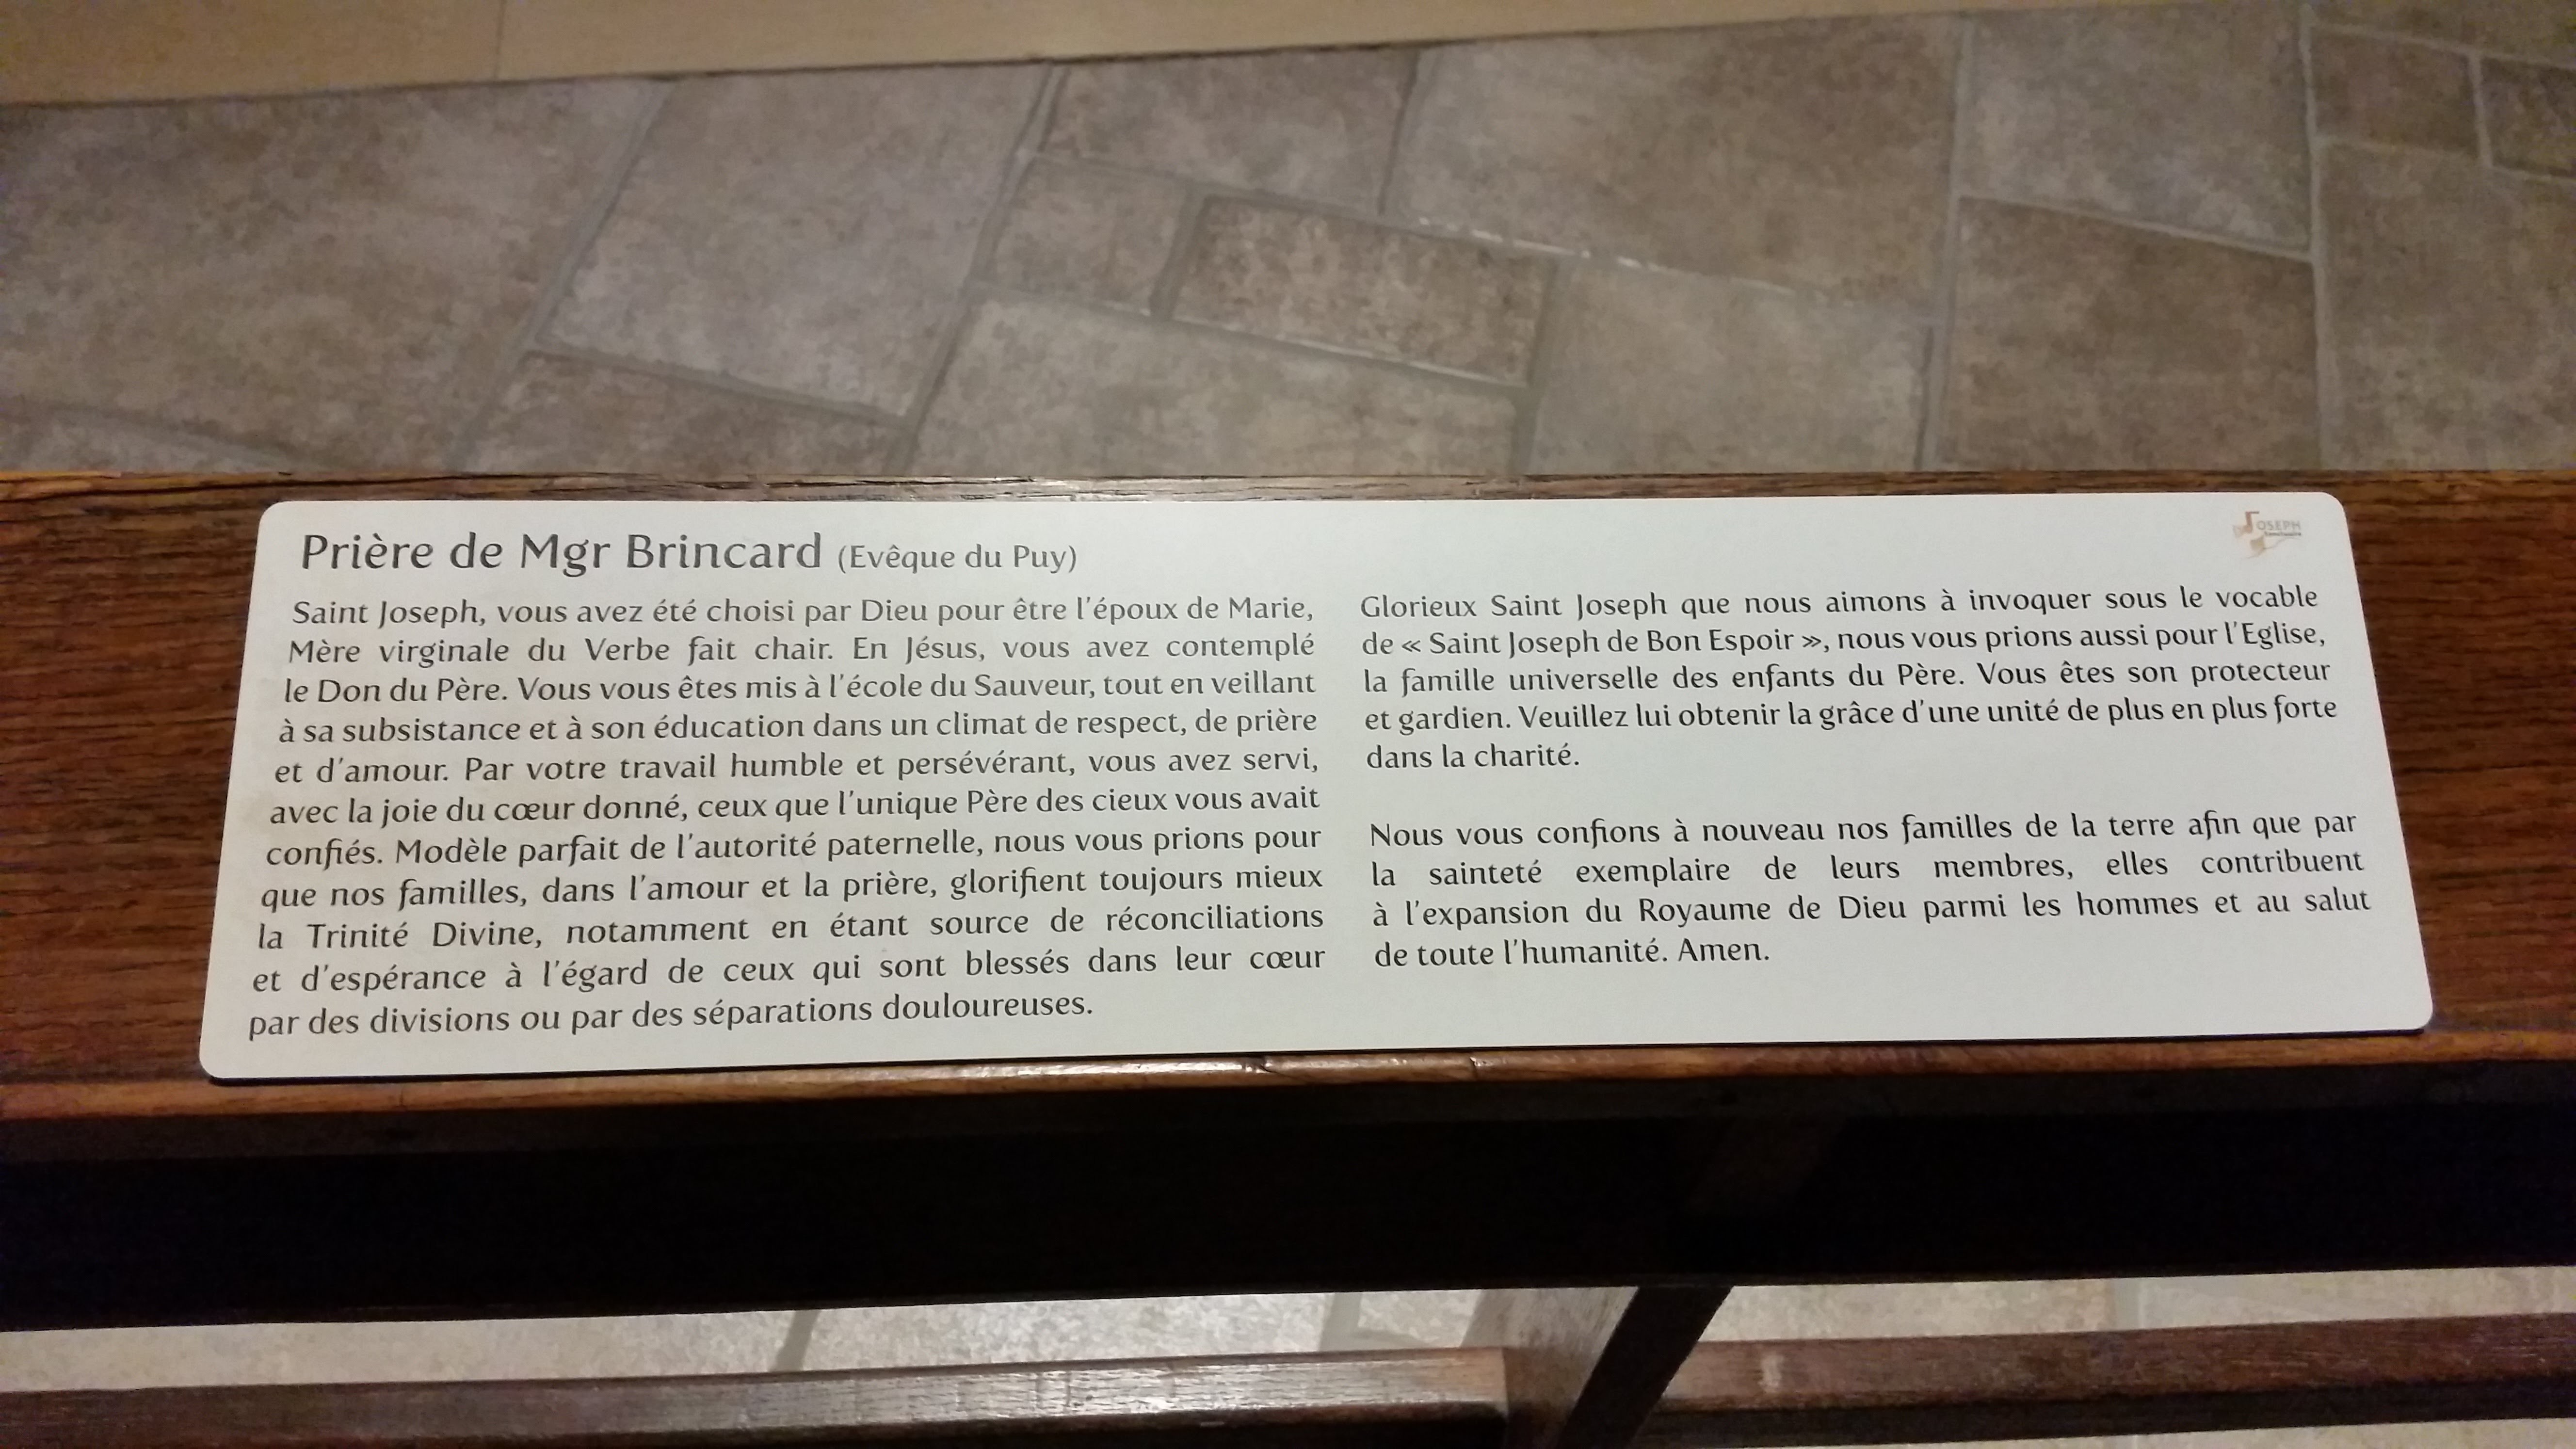 Prière de Mgr Brincard (Evêque du Puy)
Saint Joseph, vous avez été choisi par Dieu pour être l'époux de Marie,
Mère virginale du Verbe fait chair. En Jésus, vous avez contemplé
le Don du Père. Vous vous êtes mis à l'école du Sauveur, tout en veillant
à sa subsistance et à son éducation dans un climat de respect, de prière
et d'amour. Par votre travail humble et persévérant, vous avez servi,
avec la joie du cœur donné, ceux que l'unique Père des cieux vous avait
confiés. Modèle parfait de l'autorité paternelle, nous vous prions pour
que nos familles, dans l'amour et la prière, glorifient toujours mieux
la Trinité Divine, notamment en étant source de réconciliations
et d'espérance à l'égard de ceux qui sont blessés dans leur cœur
par des divisions ou par des séparations douloureuses.
JOSEPH
Sanctuaire
Glorieux Saint Joseph que nous aimons à invoquer sous le vocable
de « Saint Joseph de Bon Espoir », nous vous prions aussi pour l'Eglise,
la famille universelle des enfants du Père. Vous êtes son protecteur
et gardien. Veuillez lui obtenir la grâce d'une unité de plus en plus forte
dans la charité.
Nous vous confions à nouveau nos familles de la terre afin que par
la sainteté exemplaire de leurs membres, elles contribuent
à l'expansion du Royaume de Dieu parmi les hommes et au salut
de toute l'humanité. Amen.